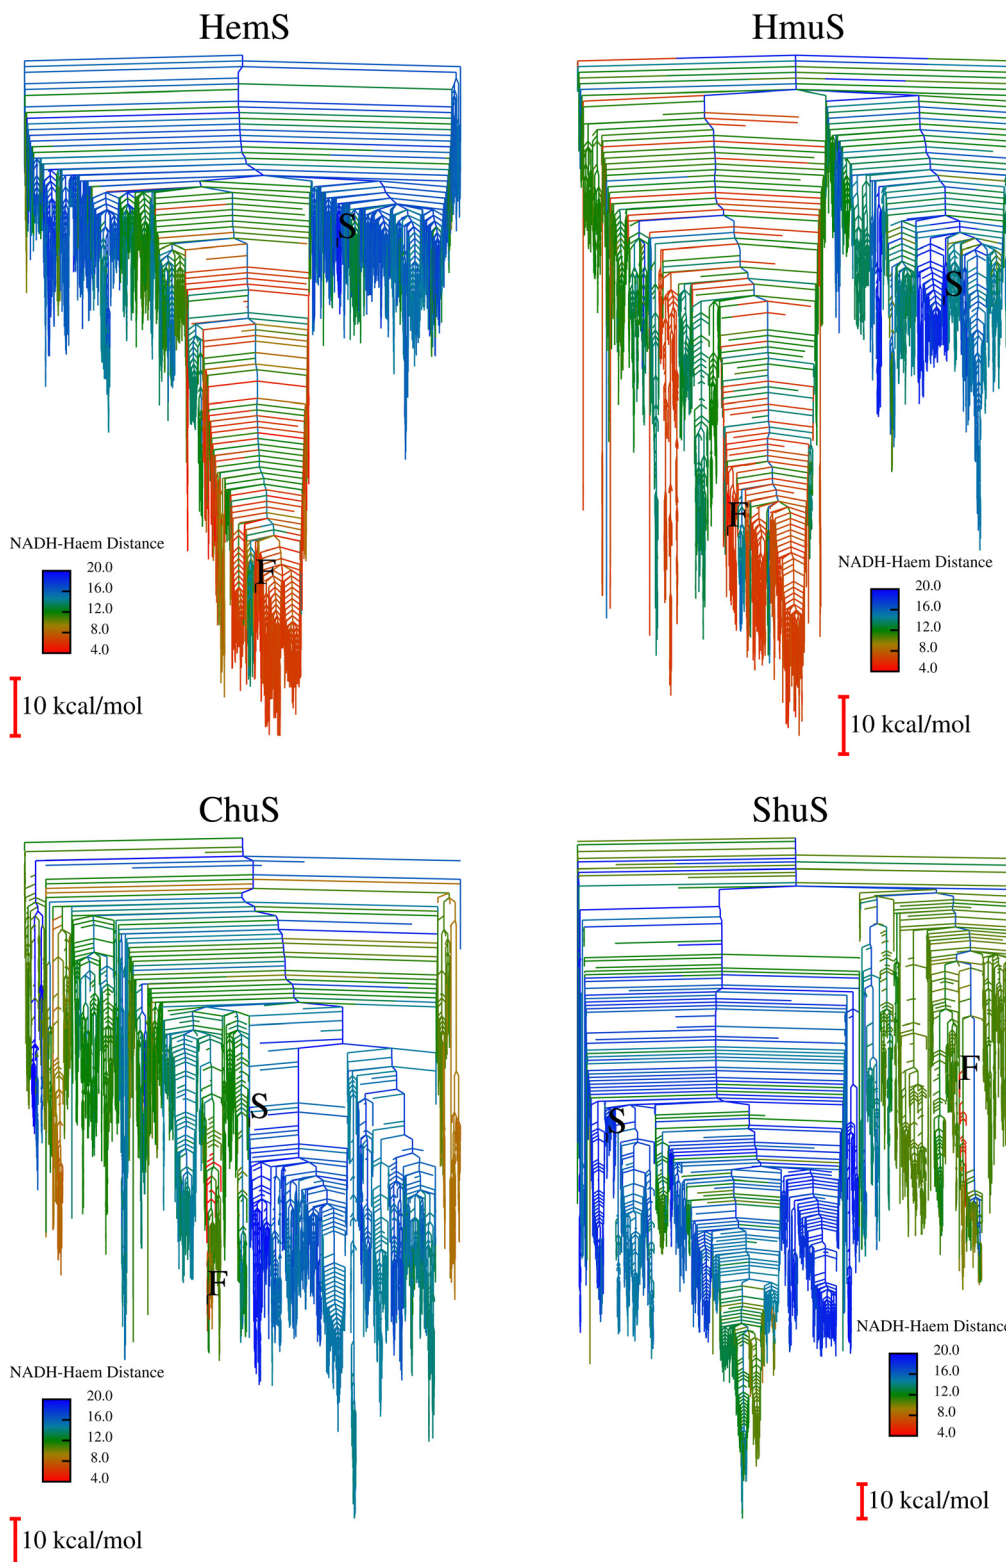 HemS
HmuS
S
S
F
F
NADH-Haem Distance
20.0
16.0
12.0
8.0
4.0
10 kcal/mol
NADH-Haem Distance
20.0
16.0
12.0
8.0
4.0
10 kcal/mol
ChuS
ShuS
S
S
F
F
NADH-Haem Distance
20.0
16.0
12.0
8.0
4.0
10 kcal/mol
NADH-Haem Distance
20.0
16.0
12.0
8.0
4.0
10 kcal/mol